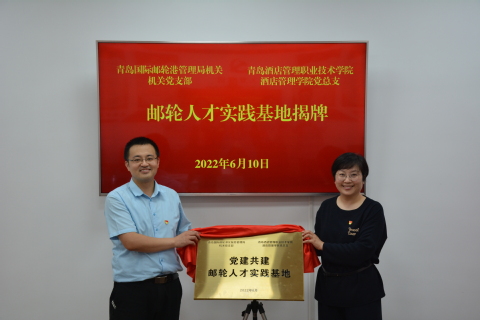 青岛国际邮轮港管理局机关
机关党支部
青岛酒店管理职业技术学院
酒店管理学院党总支
邮轮人才实践基地揭牌
2022年6月10日
党建共建
邮轮人才实践基地